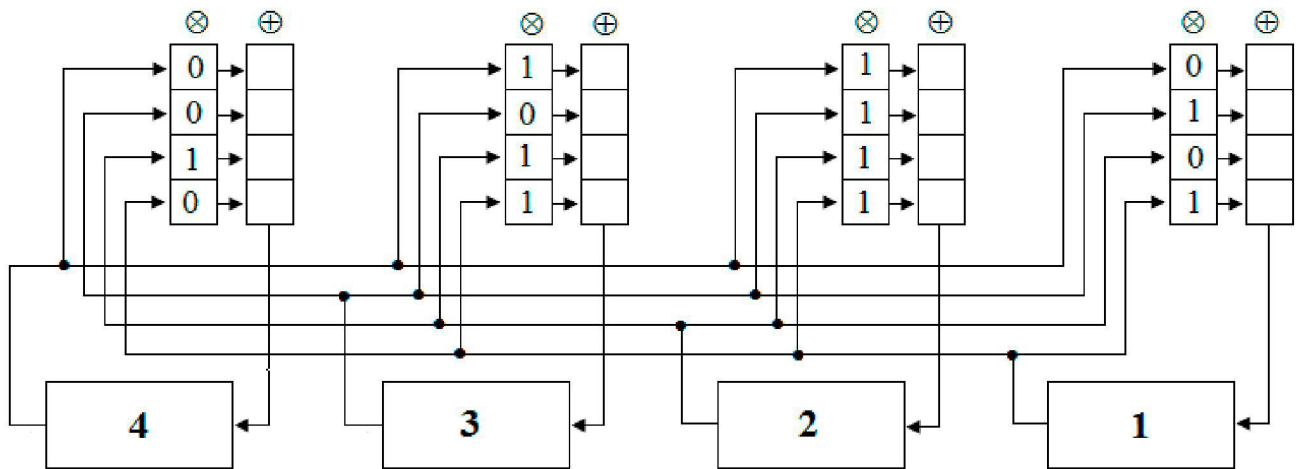 ⊗ ⊕ ⊗ ⊕ ⊗ ⊕ ⊗ ⊕
0 1 1 0
0 0 1 1
1 1 1 0
0 1 1 1
4 3 2 1